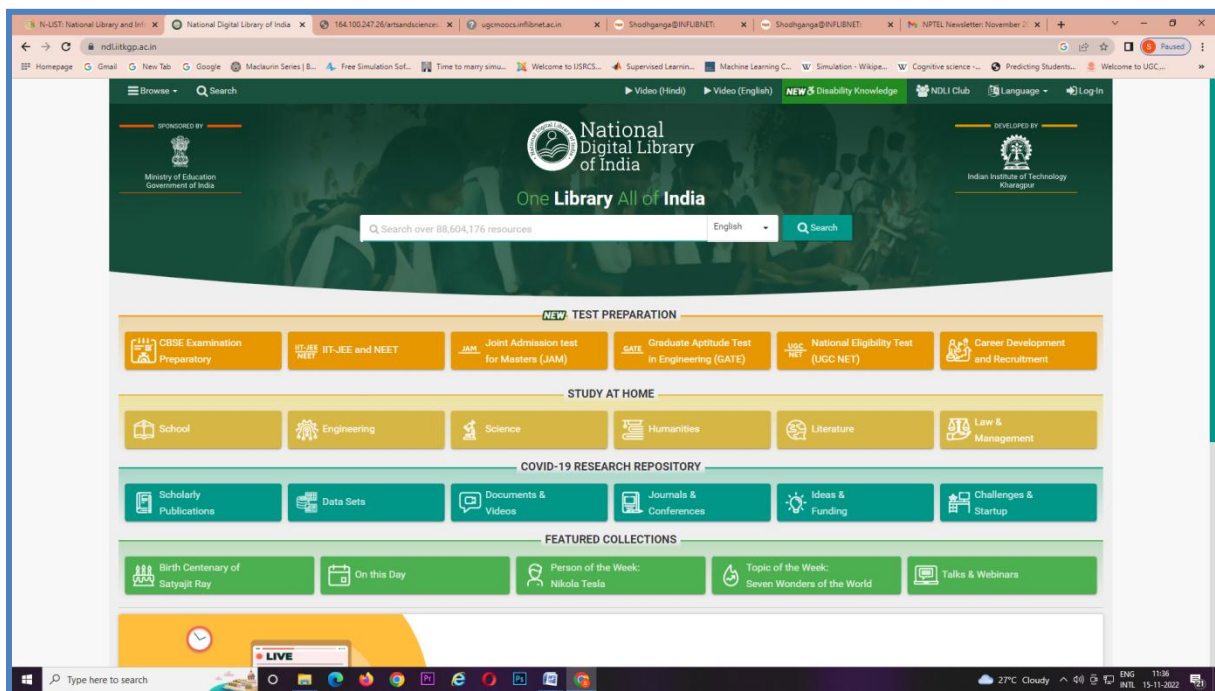 N-LIST: National Library and Inf
National Digital Library of India
164.100.247.26/artsandscience
ugcmoocs.inflibnet.ac.in
Shodhganga@INFLIBNET:
Shodhganga@INFLIBNET:
NPTEL Newsletter: November 2
ndl.iitkgp.ac.in
Paused
Homepage
Gmail
New Tab
Google
Maclaurin Series | B...
Free Simulation Sof...
Time to marry simu...
Welcome to IJSRCS...
Supervised Learnin...
Machine Learning C...
Simulation - Wikipe...
Cognitive science -...
Predicting Students...
Welcome to UGC,...
Browse
Search
Video (Hindi)
Video (English)
NEW Disability Knowledge
NDLI Club
Language
Log-In
SPONSORED BY
Ministry of Education
Government of India
National
Digital Library
of India
DEVELOPED BY
Indian Institute of Technology
Kharagpur
One Library All of India
Search over 88,604,176 resources
English
Search
NEW TEST PREPARATION
CBSE Examination
Preparatory
IIT-JEE
NEET
IIT-JEE and NEET
JAM
Joint Admission test
for Masters (JAM)
GATE
Graduate Aptitude Test
in Engineering (GATE)
UGC
NET
National Eligibility Test
(UGC NET)
Career Development
and Recruitment
STUDY AT HOME
School
Engineering
Science
Humanities
Literature
Law &
Management
COVID-19 RESEARCH REPOSITORY
Scholarly
Publications
Data Sets
Documents &
Videos
Journals &
Conferences
Ideas &
Funding
Challenges &
Startup
FEATURED COLLECTIONS
Birth Centenary of
Satyajit Ray
On this Day
Person of the Week:
Nikola Tesla
Topic of the Week:
Seven Wonders of the World
Talks & Webinars
LIVE
Type here to search
27°C Cloudy
ENG
INTL
11:36
15-11-2022
21